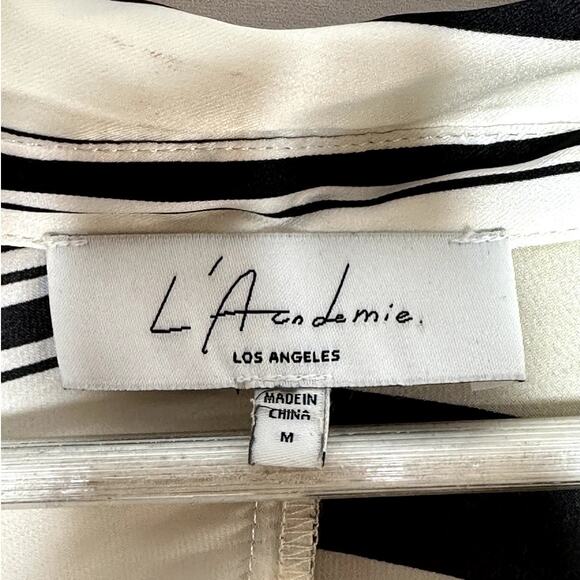 L'Academie.
LOS ANGELES
MADE IN
CHINA
M